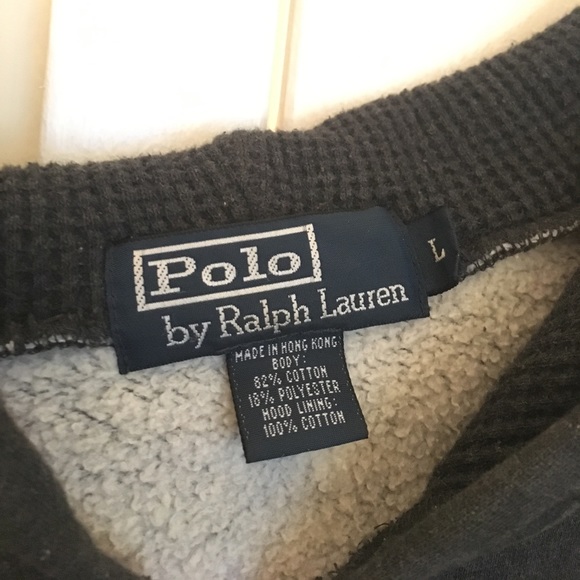 Polo
by Ralph Lauren
L
MADE IN HONG KONG
BODY:
82% COTTON
18% POLYESTER
HOOD LINING:
100% COTTON